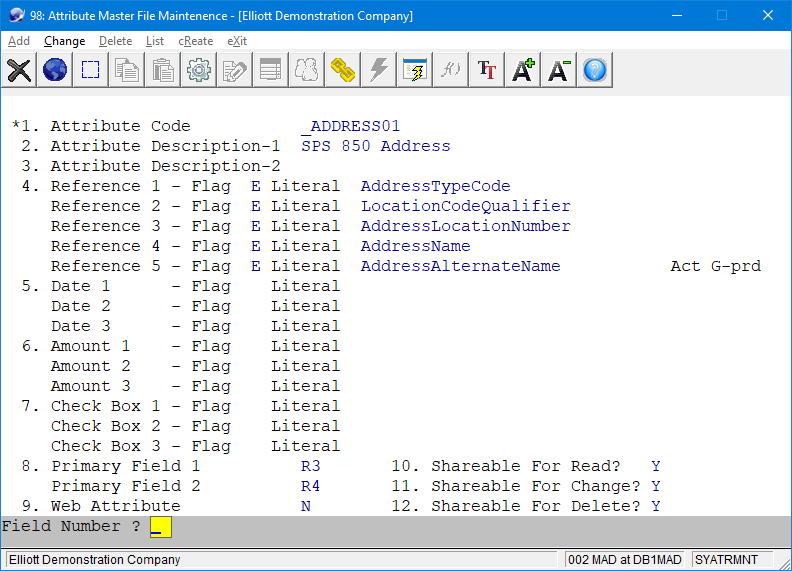 98: Attribute Master File Maintenence - [Elliott Demonstration Company]
Add Change Delete List cReate eXit
f() TT A+ A- ?
*1. Attribute Code _ADDRESS01
2. Attribute Description-1 SPS 850 Address
3. Attribute Description-2
4. Reference 1 - Flag E Literal AddressTypeCode
Reference 2 - Flag E Literal LocationCodeQualifier
Reference 3 - Flag E Literal AddressLocationNumber
Reference 4 - Flag E Literal AddressName
Reference 5 - Flag E Literal AddressAlternateName Act G-prd
5. Date 1 - Flag Literal
Date 2 - Flag Literal
Date 3 - Flag Literal
6. Amount 1 - Flag Literal
Amount 2 - Flag Literal
Amount 3 - Flag Literal
7. Check Box 1 - Flag Literal
Check Box 2 - Flag Literal
Check Box 3 - Flag Literal
8. Primary Field 1 R3 10. Shareable For Read? Y
Primary Field 2 R4 11. Shareable For Change? Y
9. Web Attribute N 12. Shareable For Delete? Y
Field Number ? _
Elliott Demonstration Company 002 MAD at DB1MAD SYATRMNT